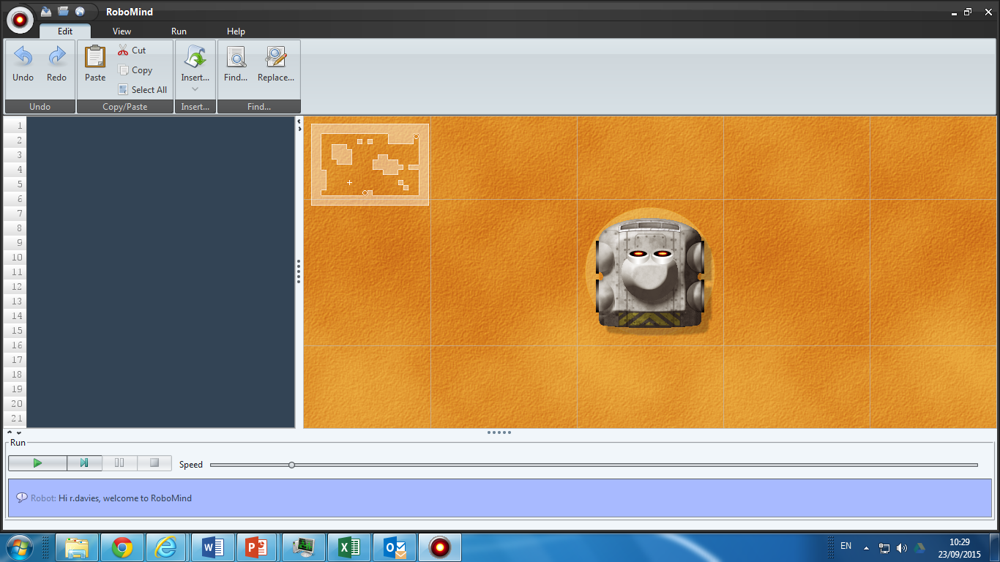 RoboMind
Edit View Run Help
Undo Redo Paste Cut Copy Select All Insert... Find... Replace...
Undo Copy/Paste Insert... Find...
1
2
3
4
5
6
7
8
9
10
11
12
13
14
15
16
17
18
19
20
21
Run
Speed
Robot: Hi r.davies, welcome to RoboMind
EN 10:29
23/09/2015